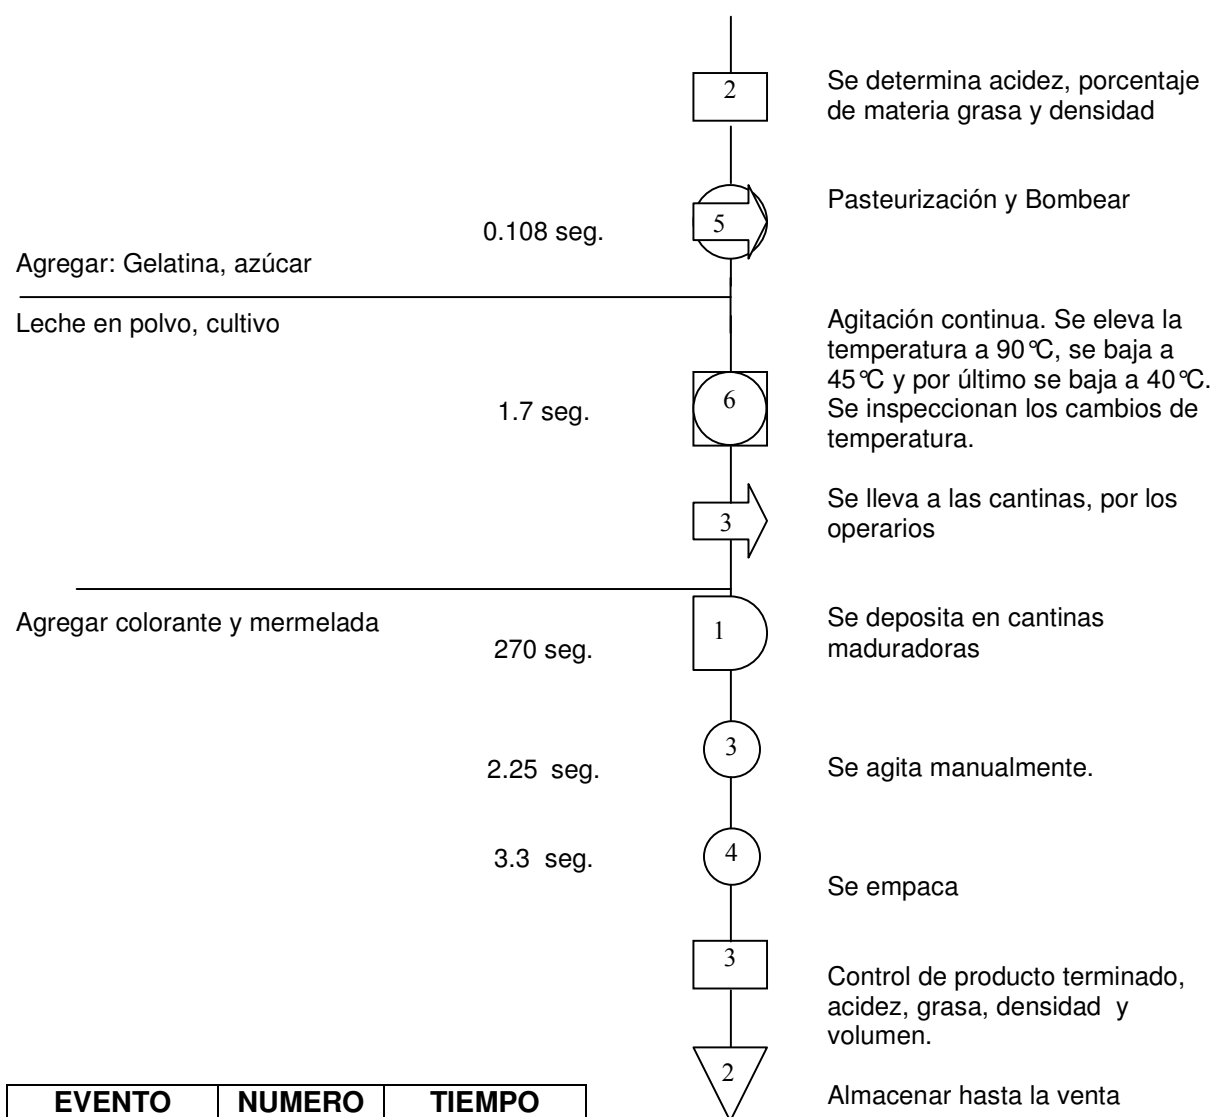 2
Se determina acidez, porcentaje
de materia grasa y densidad
Pasteurización y Bombear
0.108 seg.
5
Agregar: Gelatina, azúcar
Leche en polvo, cultivo
Agitación continua. Se eleva la
temperatura a 90°C, se baja a
45°C y por último se baja a 40°C.
Se inspeccionan los cambios de
temperatura.
1.7 seg.
6
Se lleva a las cantinas, por los
operarios
3
Agregar colorante y mermelada
270 seg.
1
Se deposita en cantinas
maduradoras
2.25 seg.
3
Se agita manualmente.
3.3 seg.
4
Se empaca
3
Control de producto terminado,
acidez, grasa, densidad y
volumen.
2
Almacenar hasta la venta
EVENTO NUMERO TIEMPO